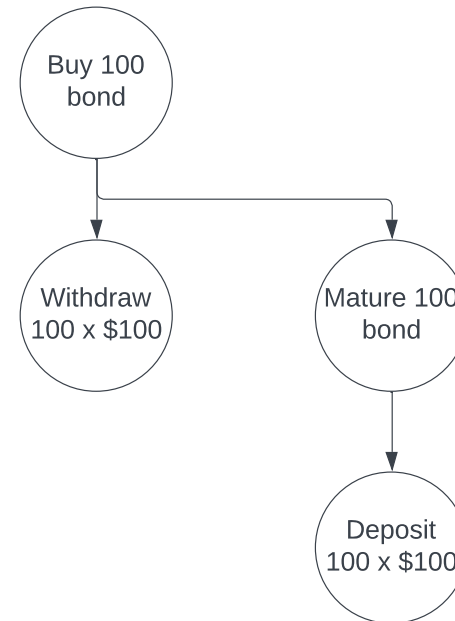 Buy 100
bond
Withdraw
100 x $100
Mature 100
bond
Deposit
100 x $100